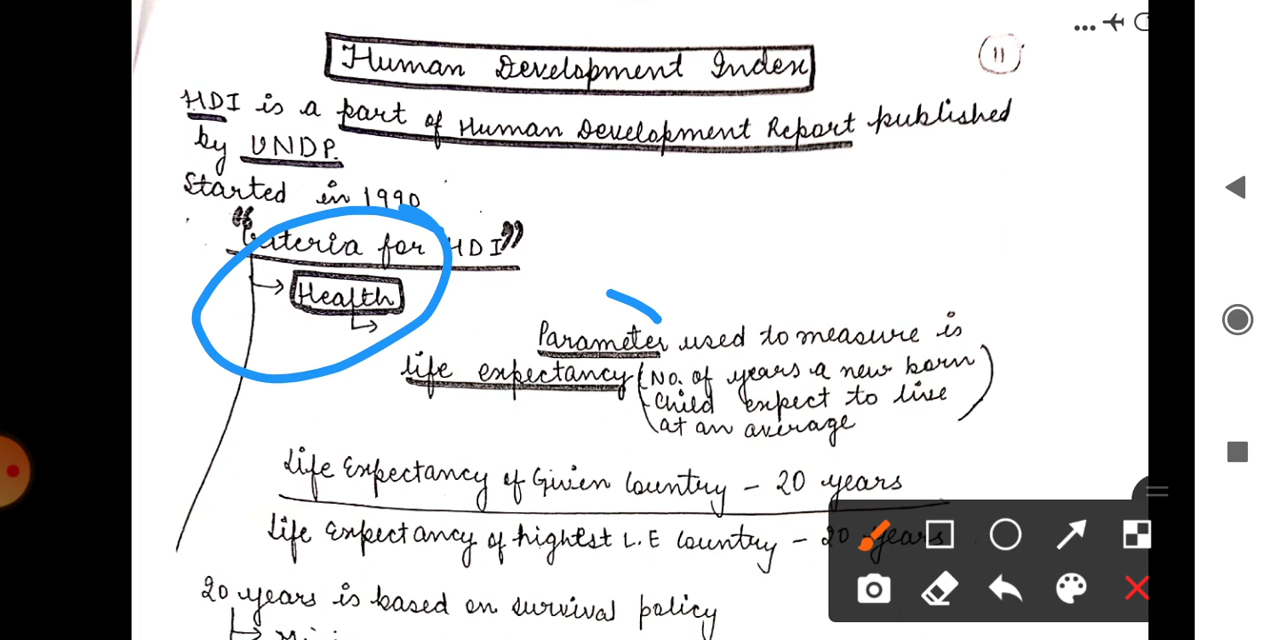 Human Development Index
11
HDI is a part of Human Development Report published
by UNDP.
Started in 1990
"Criteria for HDI"
Health
Parameter used to measure is
life expectancy (No. of years a new born
child expect to live
at an average)
Life Expectancy of Given Country - 20 years
Life Expectancy of highest L.E Country - 20 years
20 years is based on survival policy